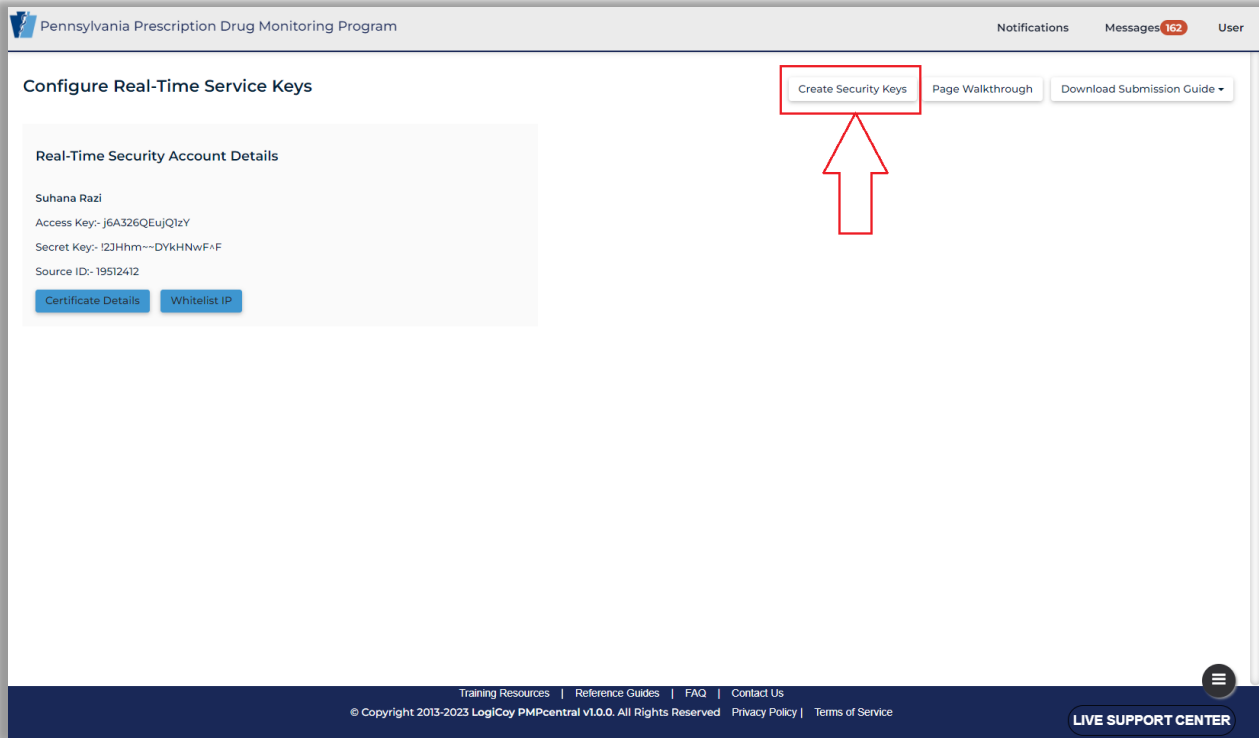 Pennsylvania Prescription Drug Monitoring Program
Notifications Messages 162 User
Configure Real-Time Service Keys
Create Security Keys Page Walkthrough Download Submission Guide
Real-Time Security Account Details
Suhana Razi
Access Key:- j6A326QEujQ1zY
Secret Key:- !2JHhm~~DYkHNwF^F
Source ID:- 19512412
Certificate Details Whitelist IP
Training Resources | Reference Guides | FAQ | Contact Us
© Copyright 2013-2023 LogiCoy PMPcentral v1.0.0. All Rights Reserved Privacy Policy | Terms of Service
LIVE SUPPORT CENTER